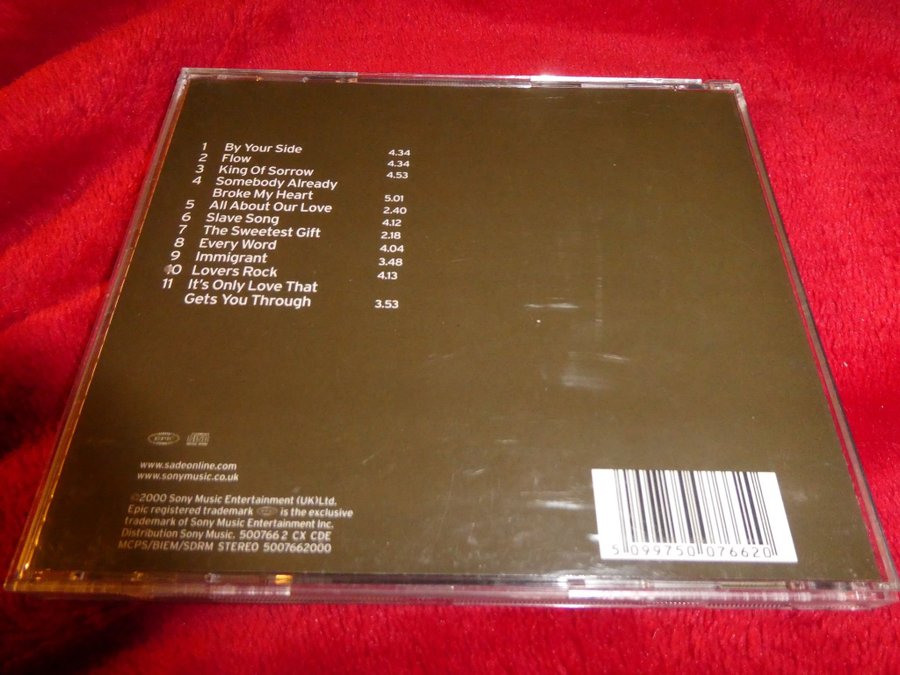 1 By Your Side 4.34
2 Flow 4.34
3 King Of Sorrow 4.53
4 Somebody Already
Broke My Heart 5.01
5 All About Our Love 2.40
6 Slave Song 4.12
7 The Sweetest Gift 2.18
8 Every Word 4.04
9 Immigrant 3.48
10 Lovers Rock 4.13
11 It's Only Love That
Gets You Through 3.53
epic
www.sadeonline.com
www.sonymusic.co.uk
©2000 Sony Music Entertainment (UK)Ltd.
Epic registered trademark epic is the exclusive
trademark of Sony Music Entertainment Inc.
Distribution Sony Music. 500766 2 CX CDE
MCPS/BIEM/SDRM STEREO 5007662000
5 099750 076620